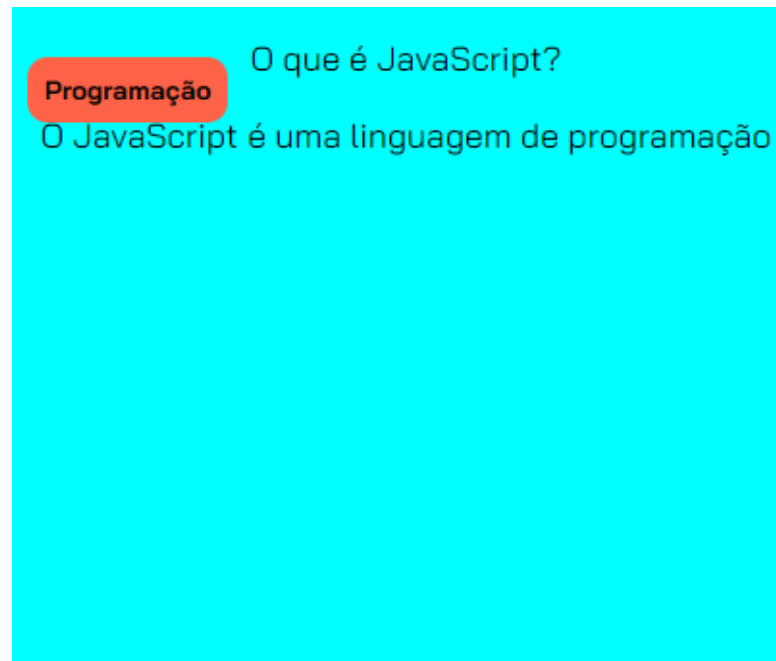 O que é JavaScript?
Programação
O JavaScript é uma linguagem de programação